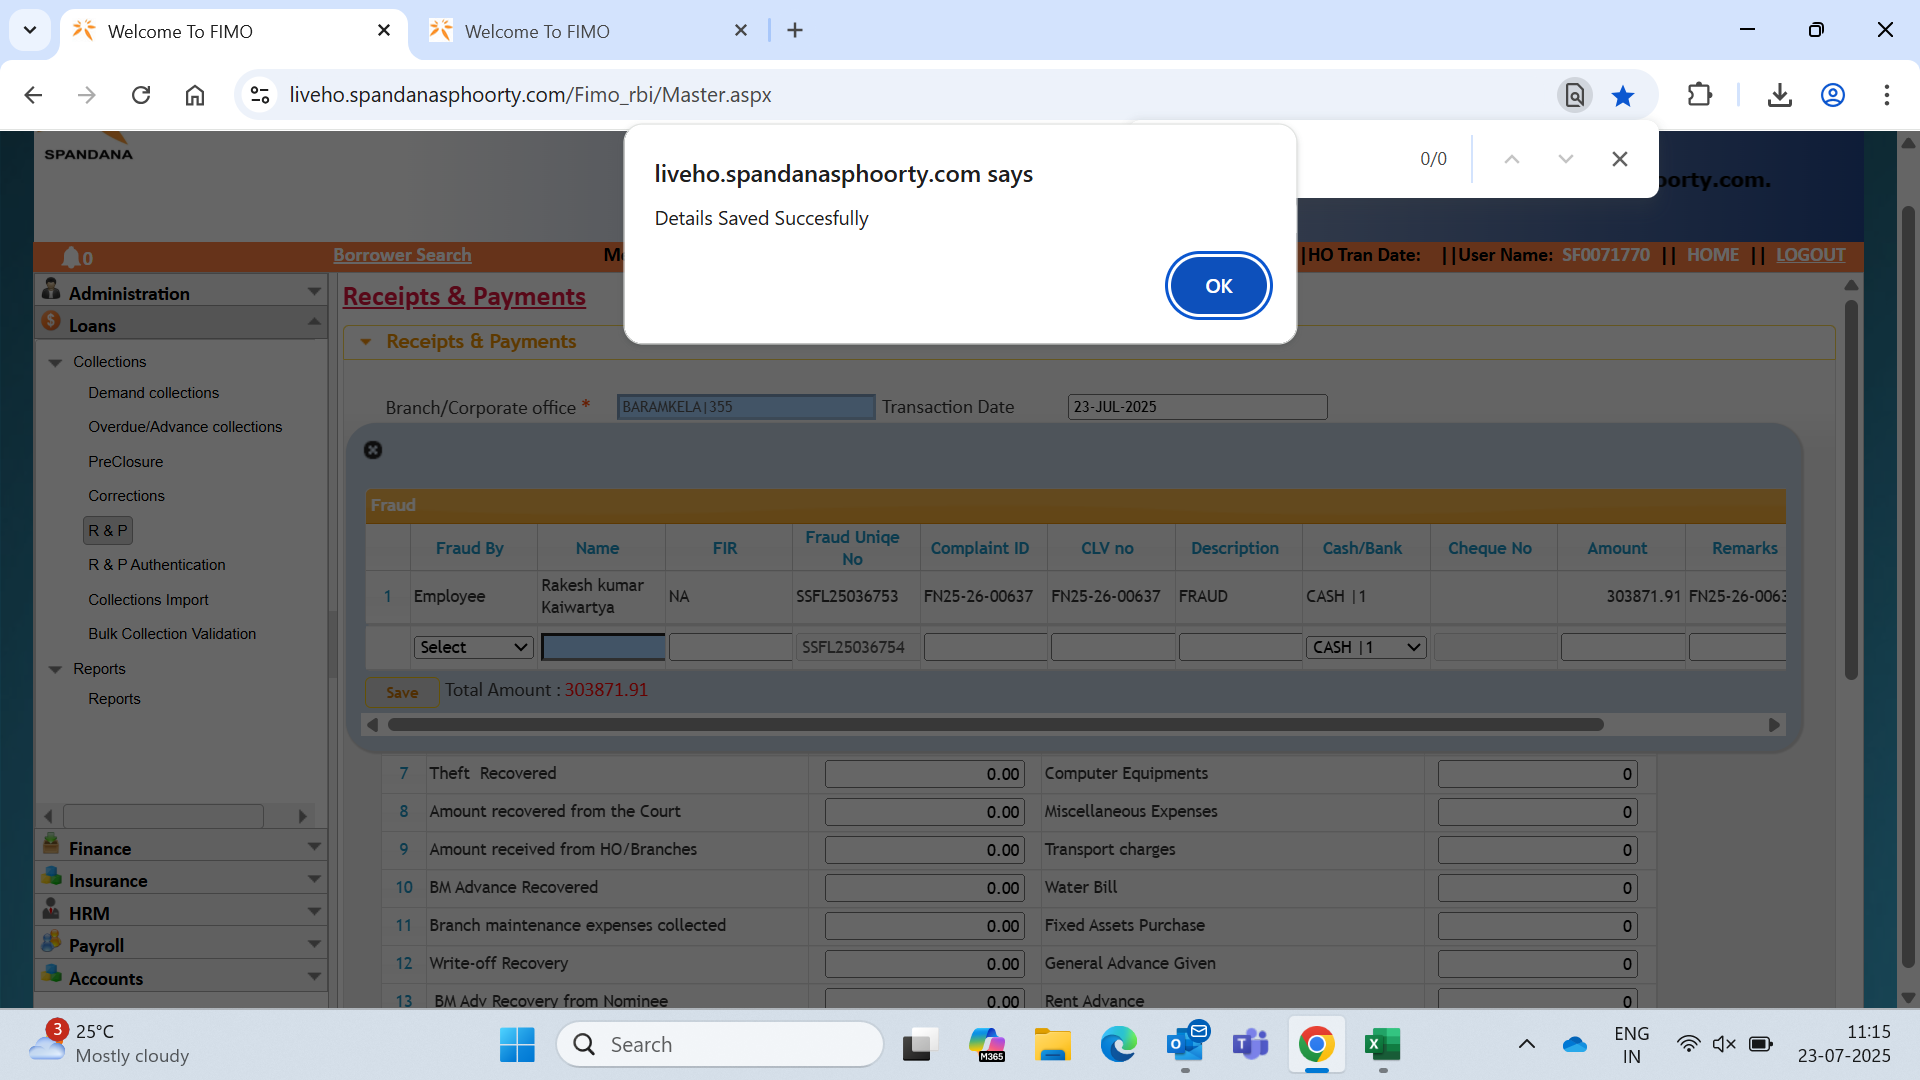 Welcome To FIMO
Welcome To FIMO
liveho.spandanasphoorty.com/Fimo_rbi/Master.aspx
SPANDANA
liveho.spandanasphoorty.com says
Details Saved Succesfully
OK
0/0
oorty.com.
0
Borrower Search
|HO Tran Date: ||User Name: SF0071770 || HOME || LOGOUT
Administration
Loans
Collections
Demand collections
Overdue/Advance collections
PreClosure
Corrections
R & P
R & P Authentication
Collections Import
Bulk Collection Validation
Reports
Reports
Finance
Insurance
HRM
Payroll
Accounts
Receipts & Payments
Receipts & Payments
Branch/Corporate office * BARAMKELA|355 Transaction Date 23-JUL-2025
Fraud
Fraud By Name FIR Fraud Uniqe No Complaint ID CLV no Description Cash/Bank Cheque No Amount Remarks
1 Employee Rakesh kumar Kaiwartya NA SSFL25036753 FN25-26-00637 FN25-26-00637 FRAUD CASH |1 303871.91 FN25-26-0063
Select SSFL25036754 CASH |1
Save Total Amount : 303871.91
7 Theft Recovered 0.00 Computer Equipments 0
8 Amount recovered from the Court 0.00 Miscellaneous Expenses 0
9 Amount received from HO/Branches 0.00 Transport charges 0
10 BM Advance Recovered 0.00 Water Bill 0
11 Branch maintenance expenses collected 0.00 Fixed Assets Purchase 0
12 Write-off Recovery 0.00 General Advance Given 0
13 BM Adv Recovery from Nominee 0.00 Rent Advance 0
3
25°C
Mostly cloudy
Search
M365
ENG
IN
11:15
23-07-2025